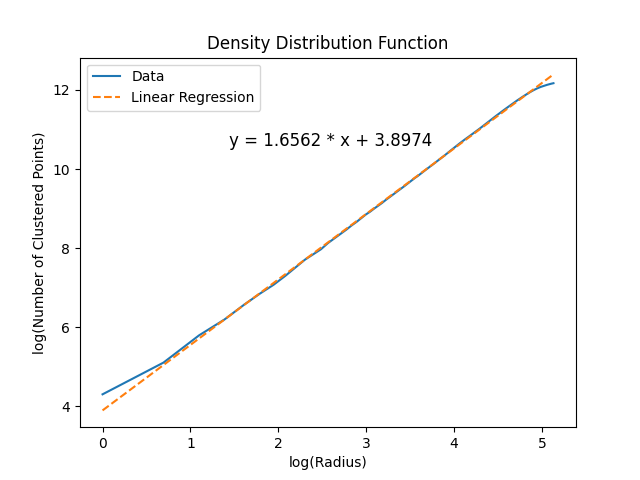 Density Distribution Function
Data
Linear Regression
y = 1.6562 * x + 3.8974
12
10
8
6
4
log(Number of Clustered Points)
0 1 2 3 4 5
log(Radius)